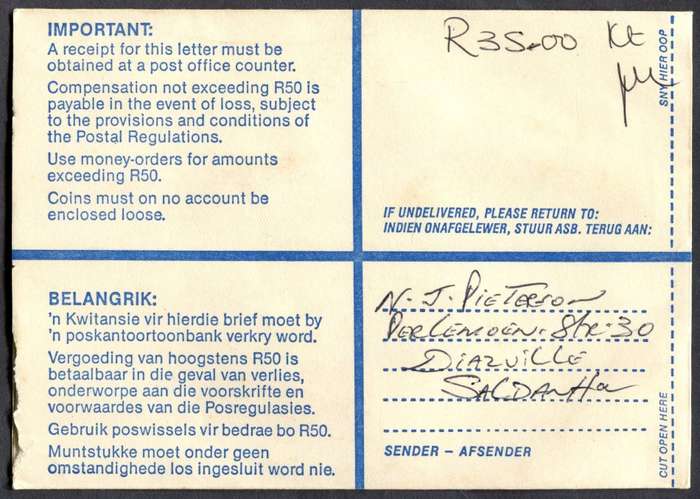 IMPORTANT:
A receipt for this letter must be
obtained at a post office counter.
Compensation not exceeding R50 is
payable in the event of loss, subject
to the provisions and conditions of
the Postal Regulations.
Use money-orders for amounts
exceeding R50.
Coins must on no account be
enclosed loose.
R35.00
SNY HIER OOP
IF UNDELIVERED, PLEASE RETURN TO:
INDIEN ONAFGELEWER, STUUR ASB. TERUG AAN:
BELANGRIK:
'n Kwitansie vir hierdie brief moet by
'n poskantoortoonbank verkry word.
Vergoeding van hoogstens R50 is
betaalbaar in die geval van verlies,
onderworpe aan die voorskrifte en
voorwaardes van die Posregulasies.
Gebruik poswissels vir bedrae bo R50.
Muntstukke moet onder geen
omstandighede los ingesluit word nie.
N. J. PIETERSON
PERLEMOEN. Str. 30
DIAZVILLE
SALDANHa
SENDER – AFSENDER
CUT OPEN HERE